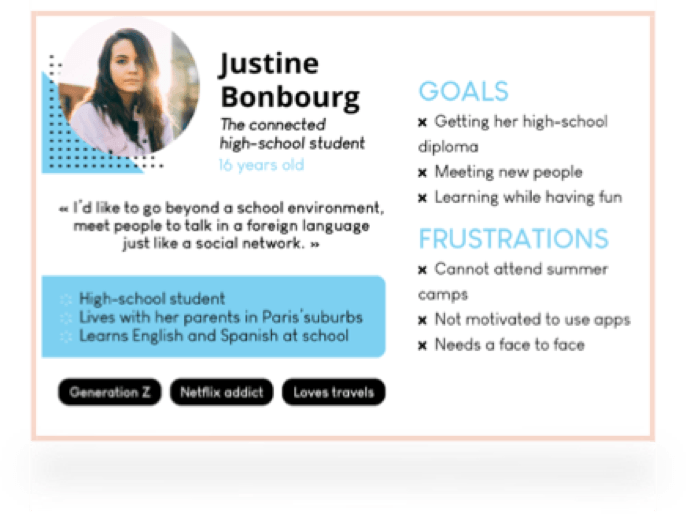 Justine
Bonbourg
The connected
high-school student
16 years old
« I'd like to go beyond a school environment,
meet people to talk in a foreign language
just like a social network. »
High-school student
Lives with her parents in Paris'suburbs
Learns English and Spanish at school
Generation Z
Netflix addict
Loves travels
GOALS
× Getting her high-school
diploma
× Meeting new people
× Learning while having fun
FRUSTRATIONS
× Cannot attend summer
camps
× Not motivated to use apps
× Needs a face to face